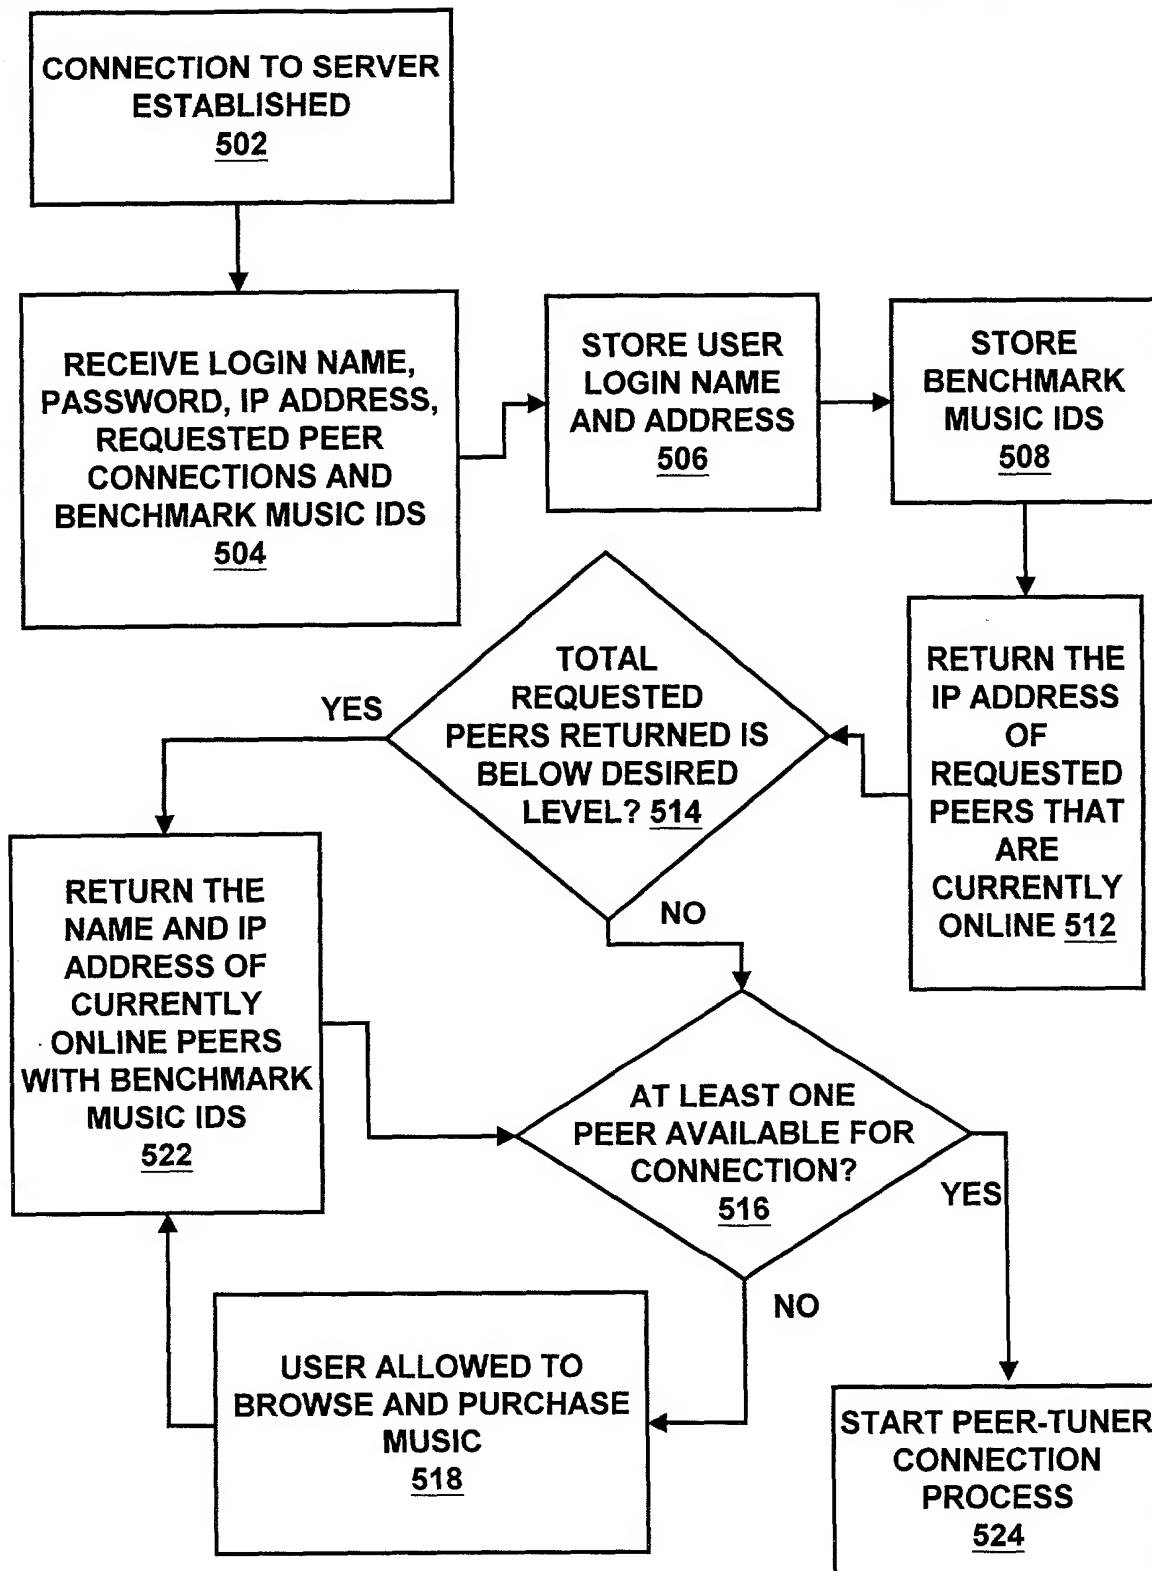 CONNECTION TO SERVER
ESTABLISHED
502
RECEIVE LOGIN NAME,
PASSWORD, IP ADDRESS,
REQUESTED PEER
CONNECTIONS AND
BENCHMARK MUSIC IDS
504
STORE USER
LOGIN NAME
AND ADDRESS
506
STORE
BENCHMARK
MUSIC IDS
508
RETURN THE
IP ADDRESS
OF
REQUESTED
PEERS THAT
ARE
CURRENTLY
ONLINE 512
TOTAL
REQUESTED
PEERS RETURNED IS
BELOW DESIRED
LEVEL? 514
YES
NO
RETURN THE
NAME AND IP
ADDRESS OF
CURRENTLY
ONLINE PEERS
WITH BENCHMARK
MUSIC IDS
522
AT LEAST ONE
PEER AVAILABLE FOR
CONNECTION?
516
YES
NO
USER ALLOWED TO
BROWSE AND PURCHASE
MUSIC
518
START PEER-TUNER
CONNECTION
PROCESS
524